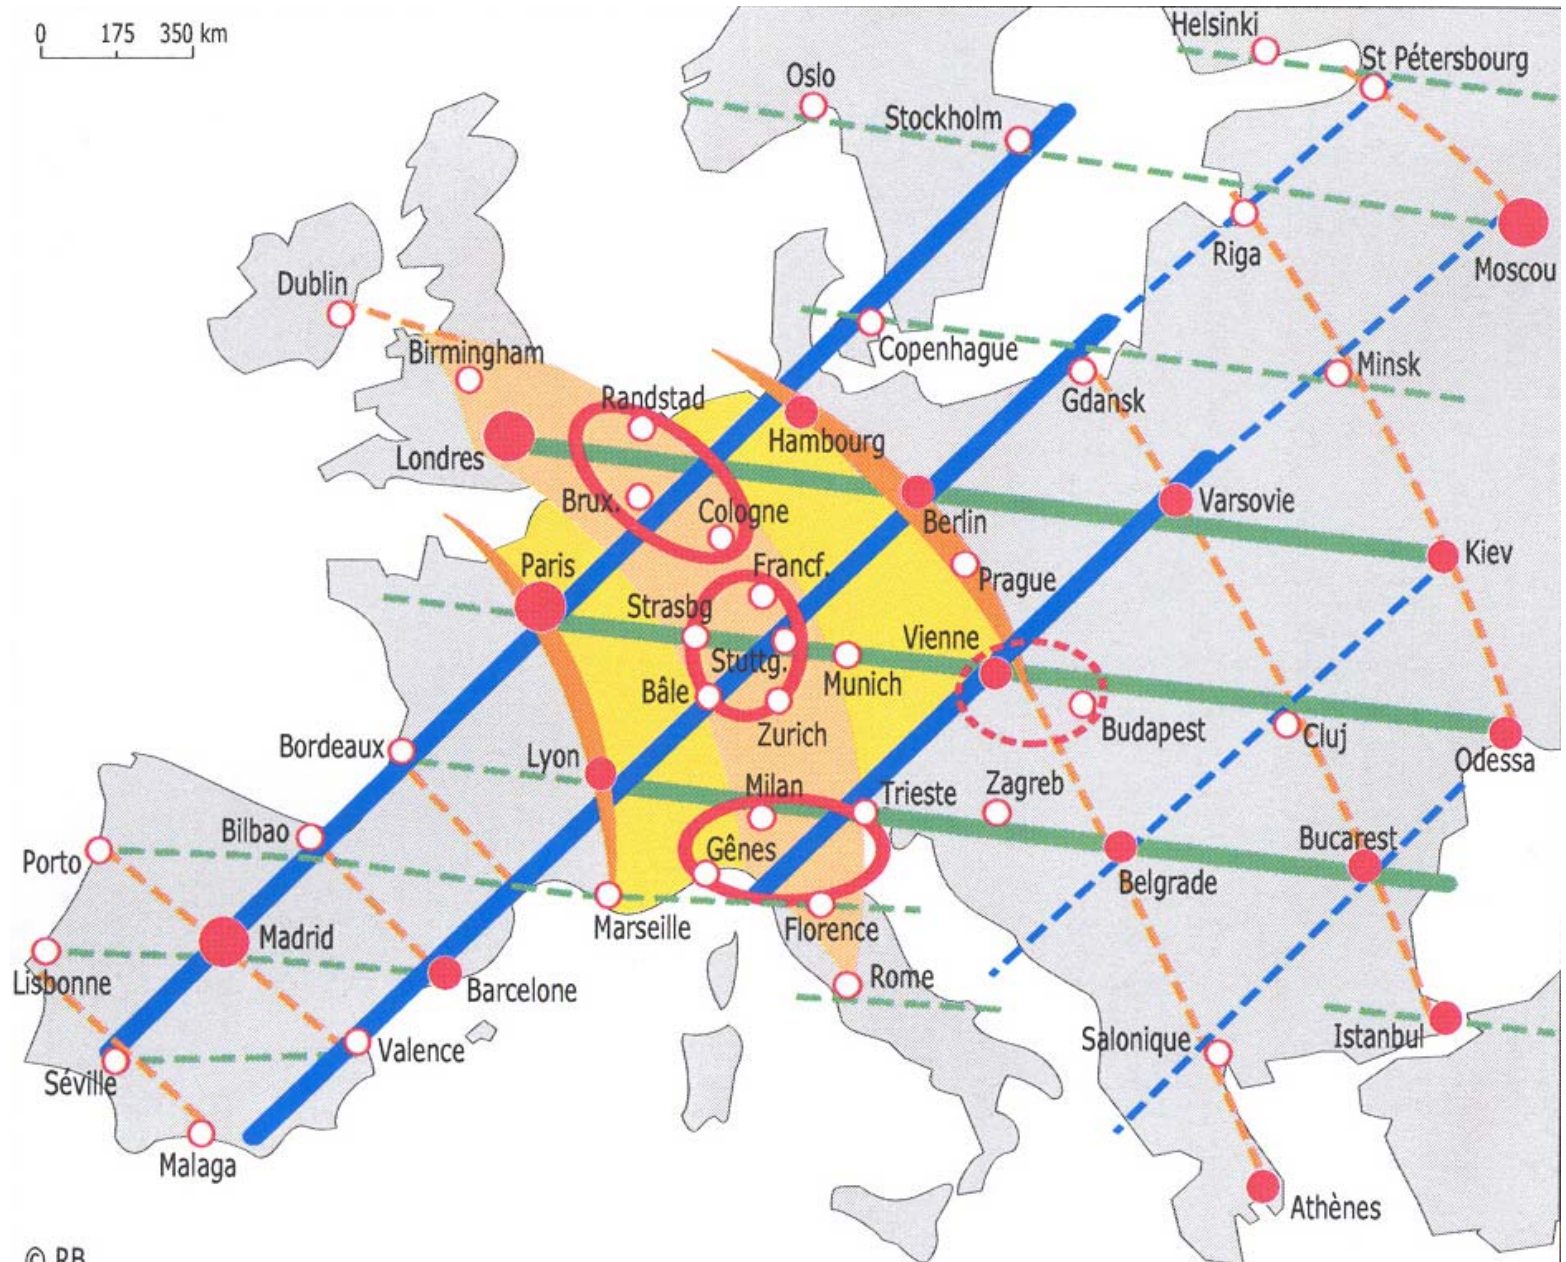 0 175 350 km
Helsinki
St Pétersbourg
Oslo
Stockholm
Riga
Moscou
Dublin
Copenhague
Birmingham
Minsk
Gdansk
Randstad
Hambourg
Londres
Brux.
Cologne
Berlin
Varsovie
Kiev
Paris
Francf.
Prague
Strasbg
Vienne
Stuttg.
Munich
Bâle
Zurich
Budapest
Cluj
Odessa
Bordeaux
Lyon
Milan
Trieste
Zagreb
Bilbao
Gênes
Bucarest
Porto
Belgrade
Marseille
Florence
Madrid
Lisbonne
Barcelone
Rome
Salonique
Istanbul
Séville
Valence
Malaga
Athènes
© RB